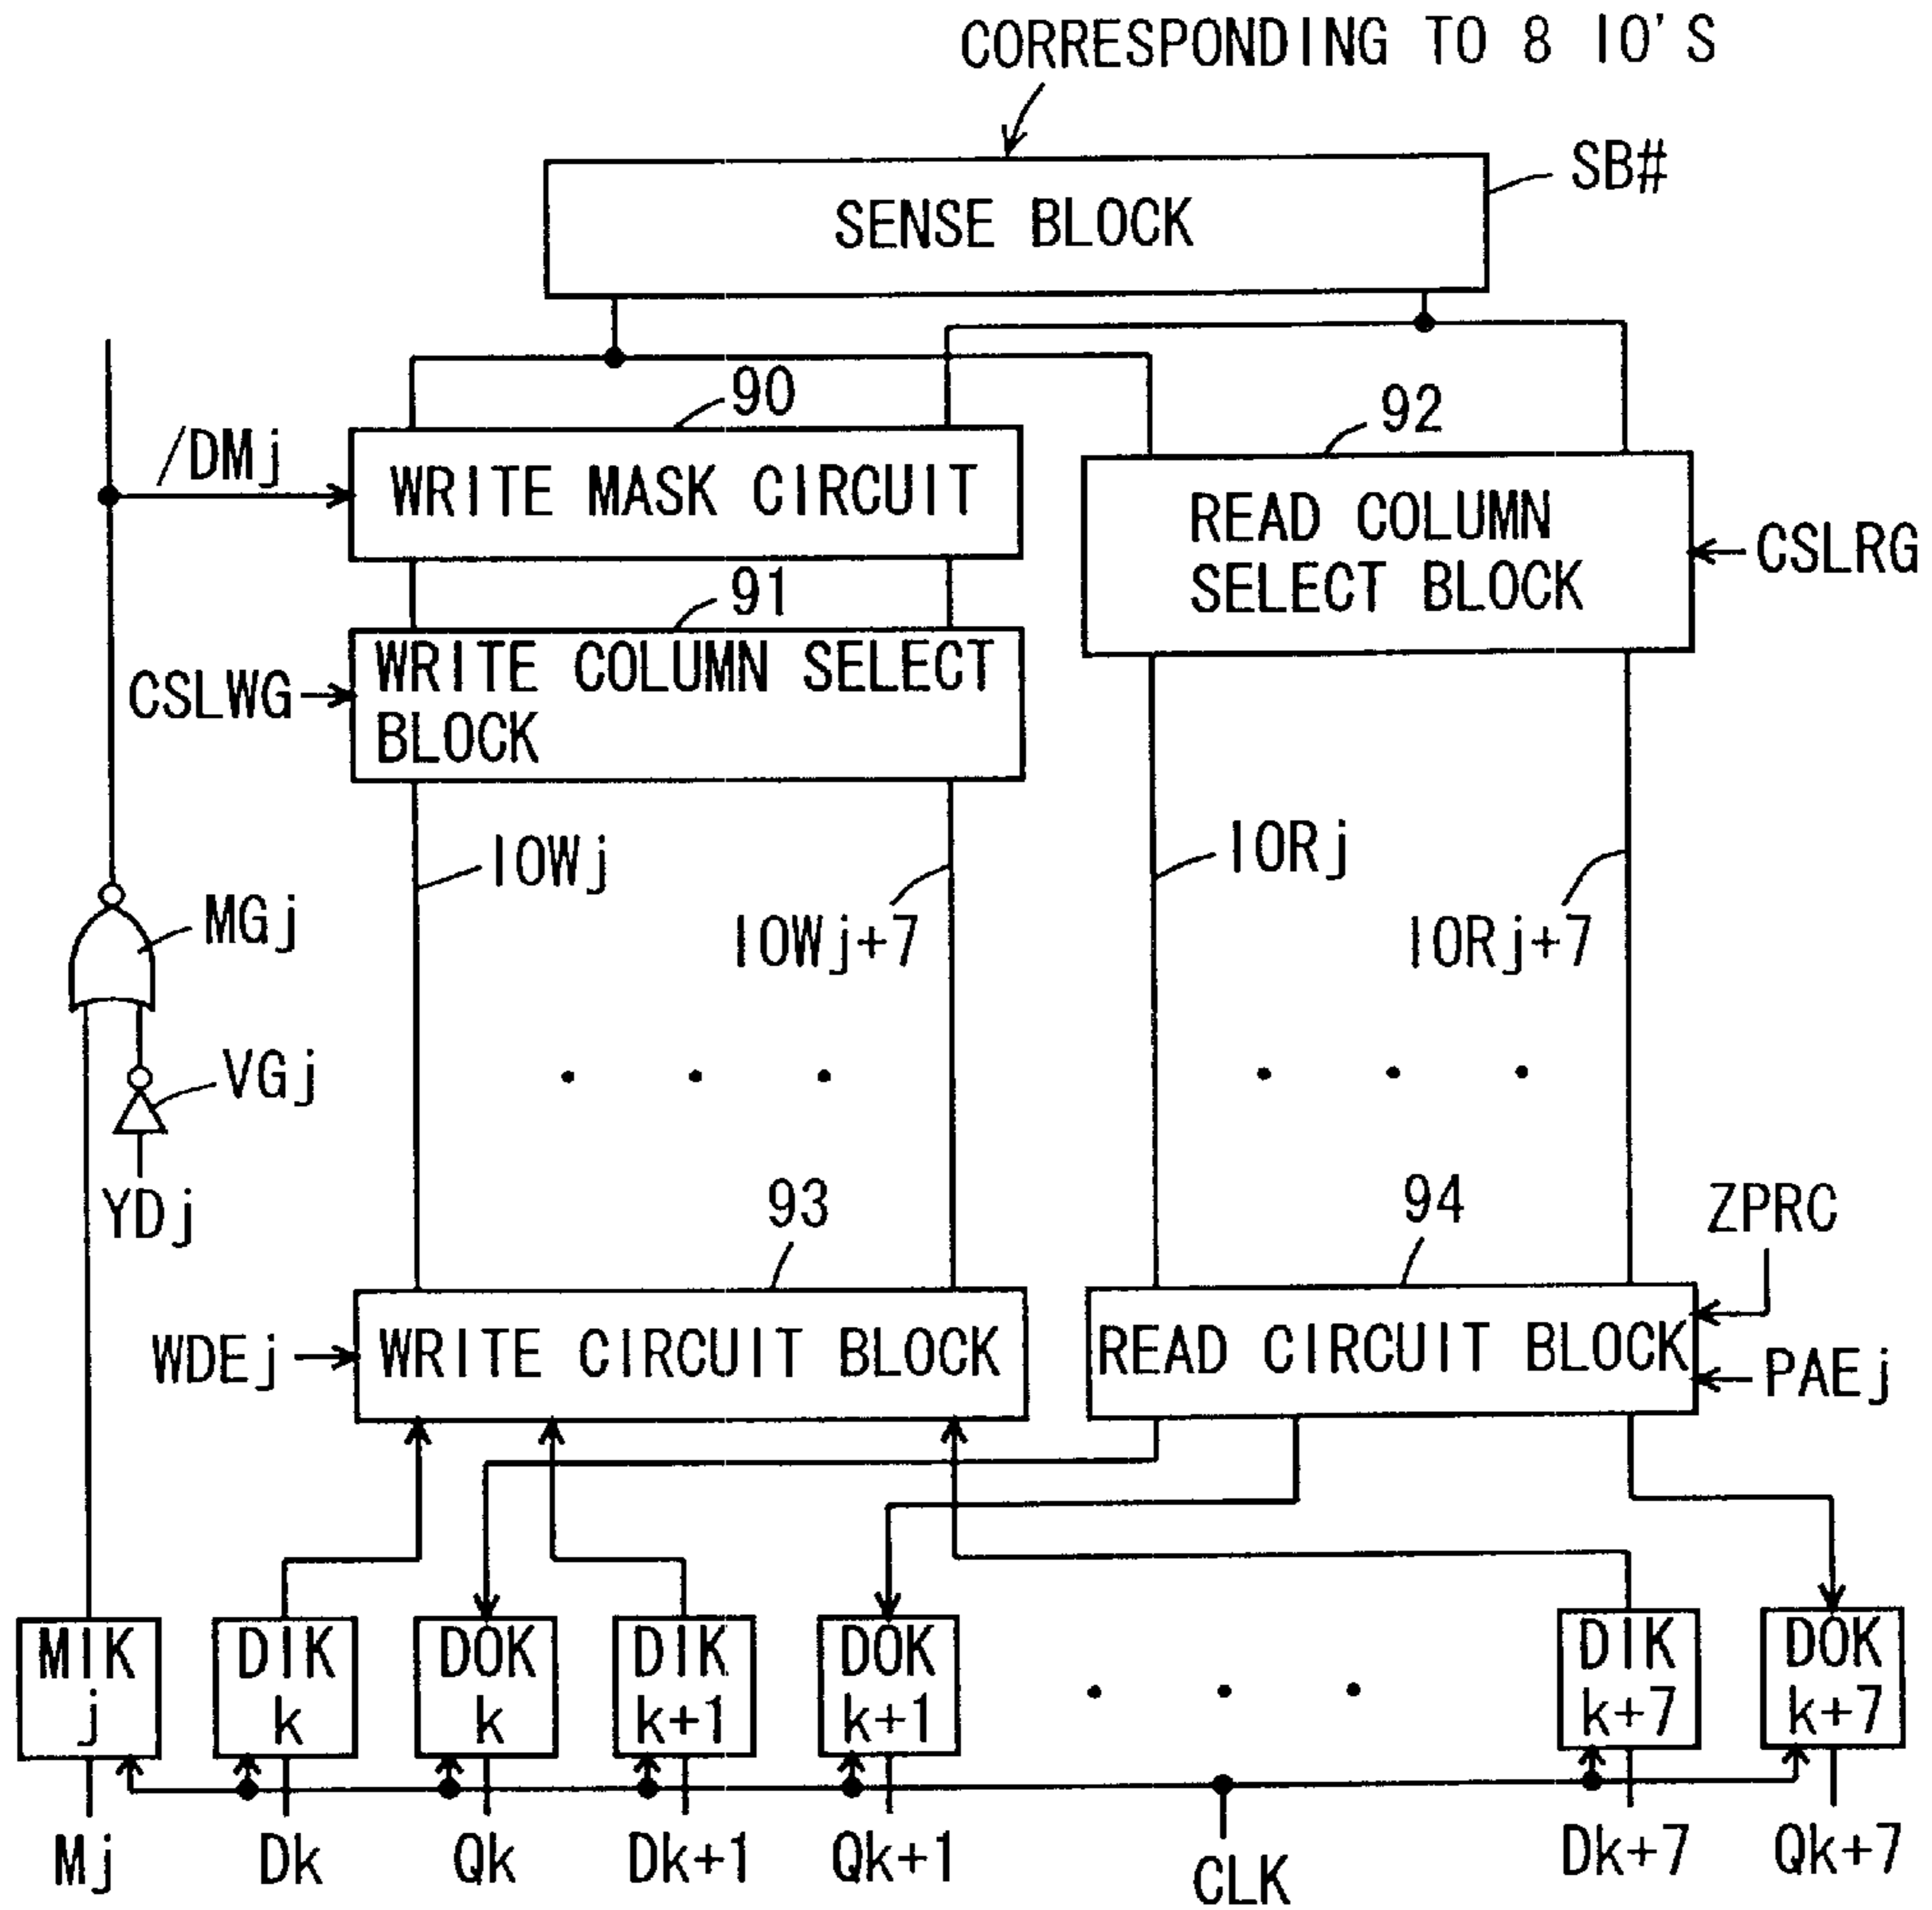 CORRESPONDING TO 8 IO'S
SB#
SENSE BLOCK
90
92
/DMj
WRITE MASK CIRCUIT
READ COLUMN
SELECT BLOCK
CSLRG
91
CSLWG
WRITE COLUMN SELECT
BLOCK
IOWj
IORj
MGj
IOWj+7
IORj+7
VGj
YDj
93
94
ZPRC
WDEj
WRITE CIRCUIT BLOCK
READ CIRCUIT BLOCK
PAEj
MIK
j
DIK
k
DOK
k
DIK
k+1
DOK
k+1
DIK
k+7
DOK
k+7
Mj
Dk
Qk
Dk+1
Qk+1
CLK
Dk+7
Qk+7